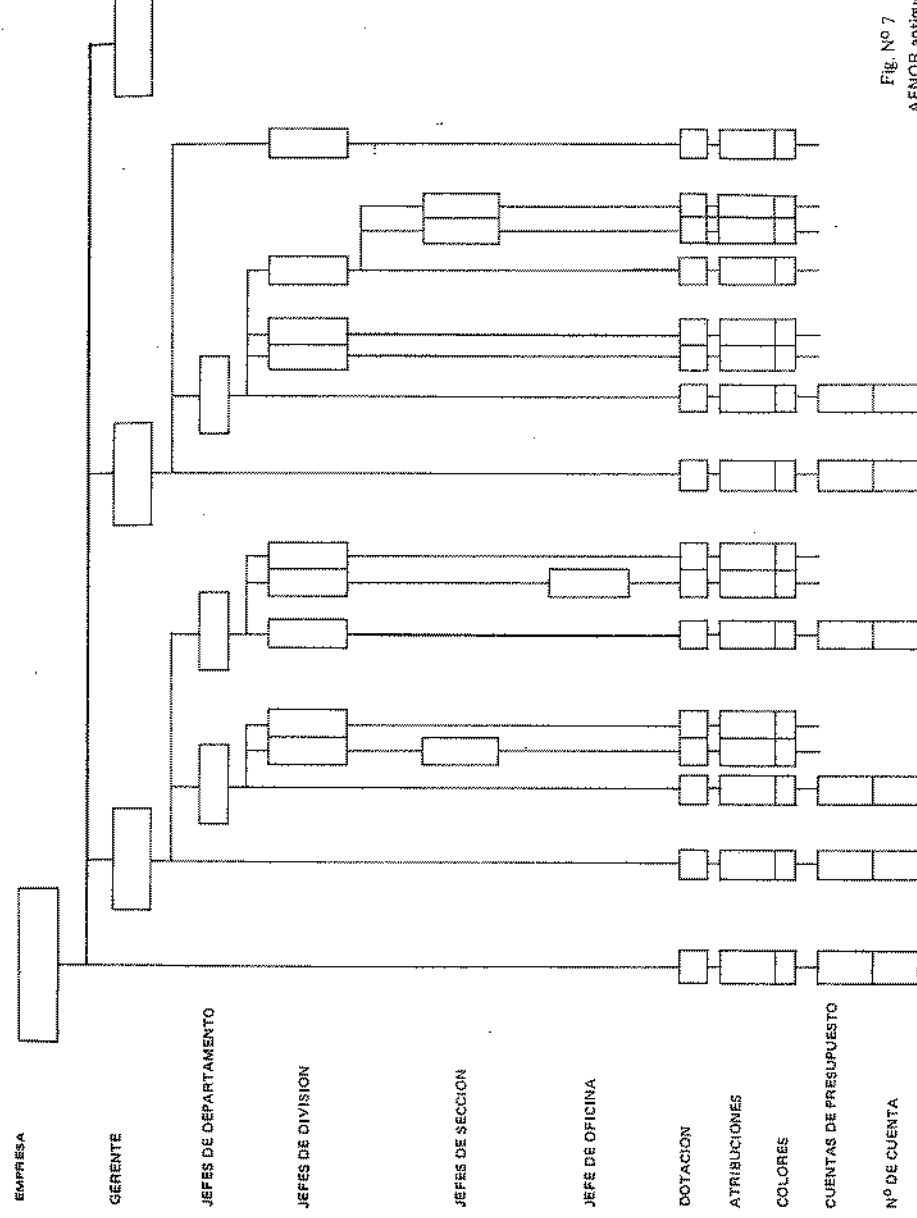 EMPRESA
GERENTE
JEFES DE DEPARTAMENTO
JEFES DE DIVISION
JEFES DE SECCION
JEFE DE OFICINA
DOTACION
ATRIBUCIONES
COLORES
CUENTAS DE PRESUPUESTO
Nº DE CUENTA
Fig. Nº 7
AFNOR